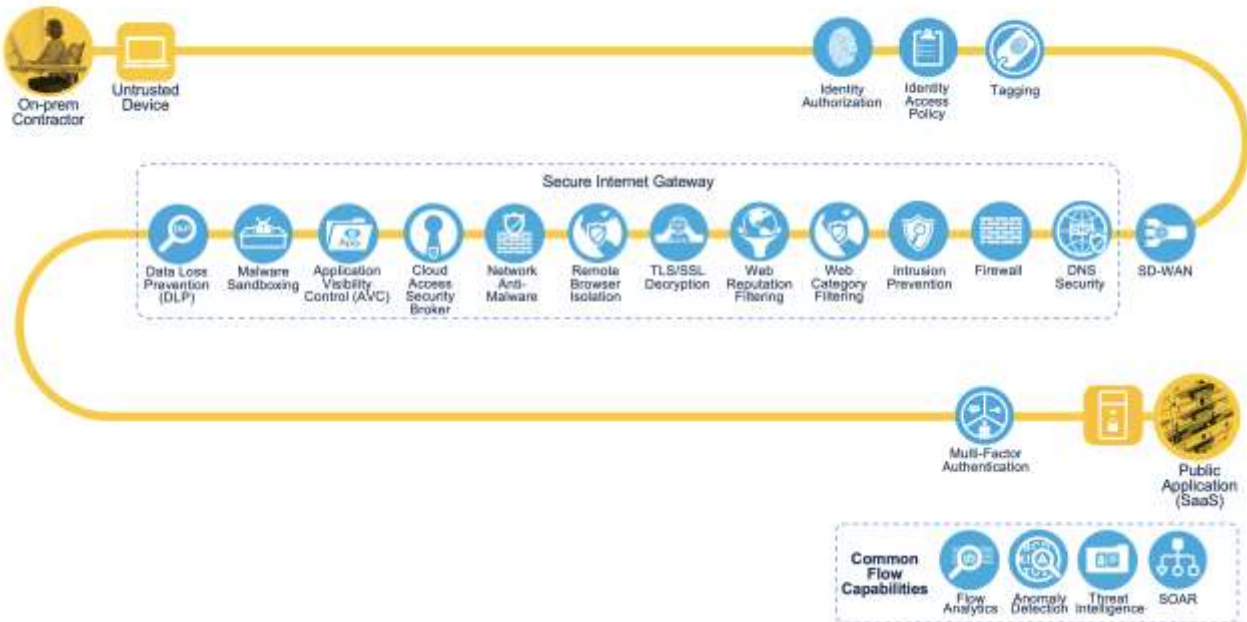 On-prem
Contractor
Untrusted
Device
Identity
Authorization
Identity
Access
Policy
Tagging
Secure Internet Gateway
Data Loss
Prevention
(DLP)
Malware
Sandboxing
App
Application
Visibility
Control (AVC)
Cloud
Access
Security
Broker
Network
Anti-
Malware
Remote
Browser
Isolation
TLS/SSL
Decryption
Web
Reputation
Filtering
Web
Category
Filtering
Intrusion
Prevention
Firewall
DNS
Security
SD-WAN
Multi-Factor
Authentication
Public
Application
(SaaS)
Common
Flow
Capabilities
Flow
Analytics
Anomaly
Detection
Threat
Intelligence
SOAR